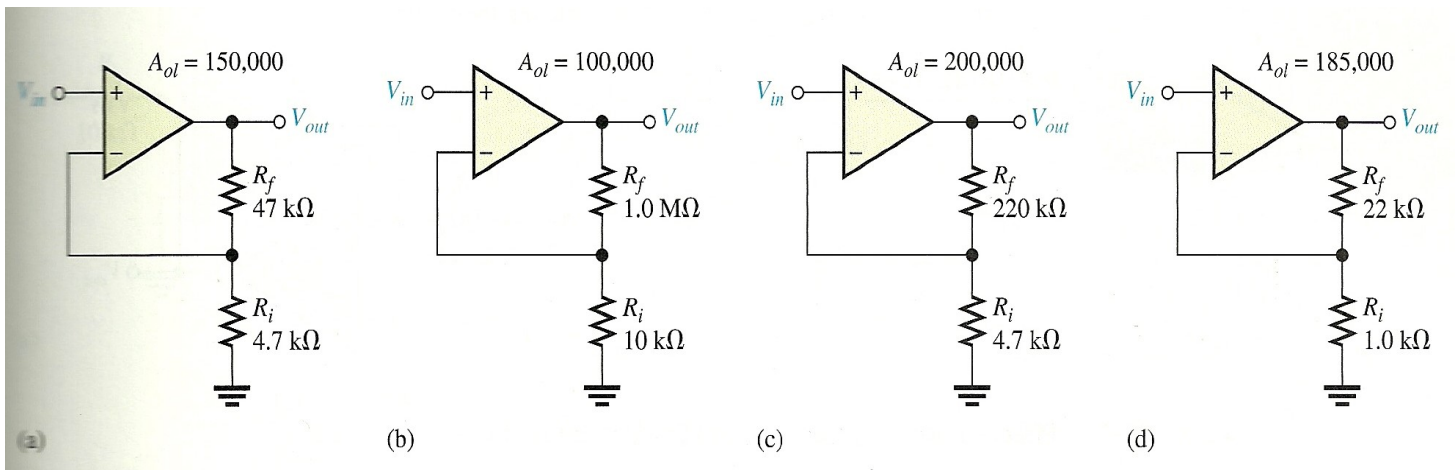 A_ol = 150,000
V_in
+
−
V_out
R_f
47 kΩ
R_i
4.7 kΩ
(a)
A_ol = 100,000
V_in
+
−
V_out
R_f
1.0 MΩ
R_i
10 kΩ
(b)
A_ol = 200,000
V_in
+
−
V_out
R_f
220 kΩ
R_i
4.7 kΩ
(c)
A_ol = 185,000
V_in
+
−
V_out
R_f
22 kΩ
R_i
1.0 kΩ
(d)